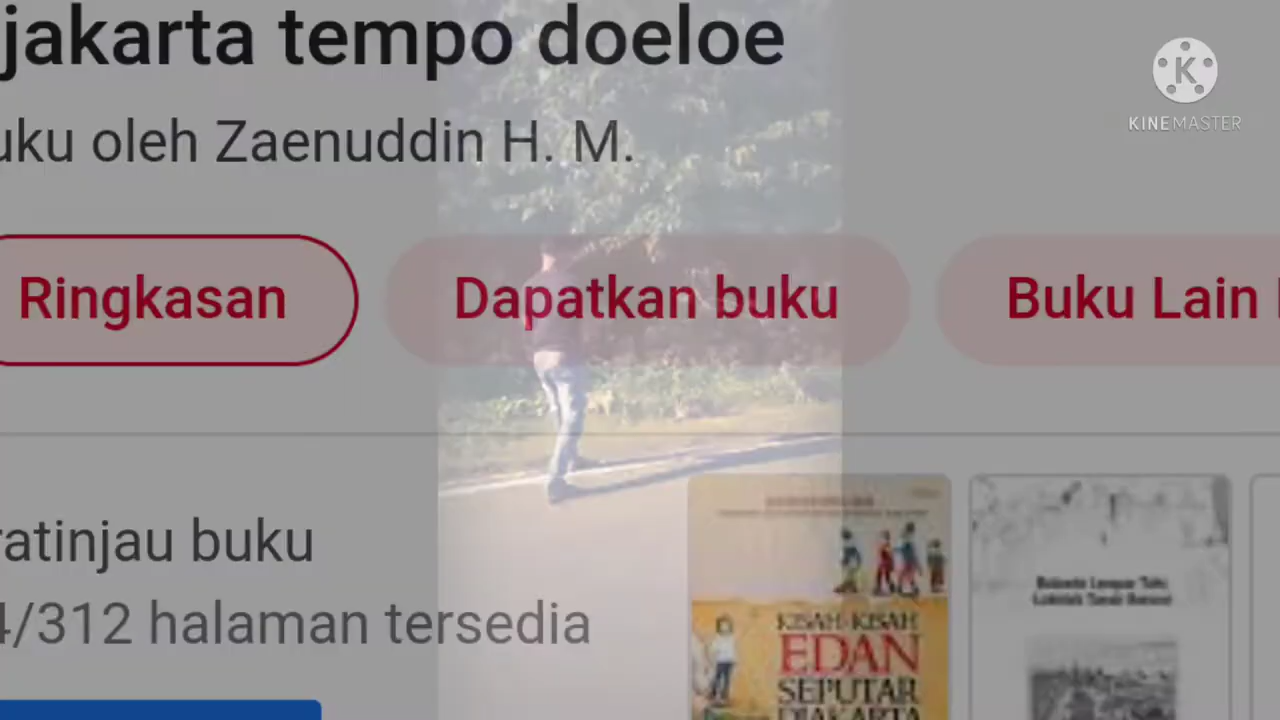 jakarta tempo doeloe
uku oleh Zaenuddin H. M.
KINEMASTER
Ringkasan
Dapatkan buku
Buku Lain
ratinjau buku
4/312 halaman tersedia
KISAH-KISAH
EDAN
SEPUTAR
DJAKARTA